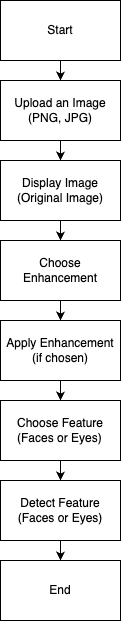 Start
Upload an Image
(PNG, JPG)
Display Image
(Original Image)
Choose
Enhancement
Apply Enhancement
(if chosen)
Choose Feature
(Faces or Eyes)
Detect Feature
(Faces or Eyes)
End